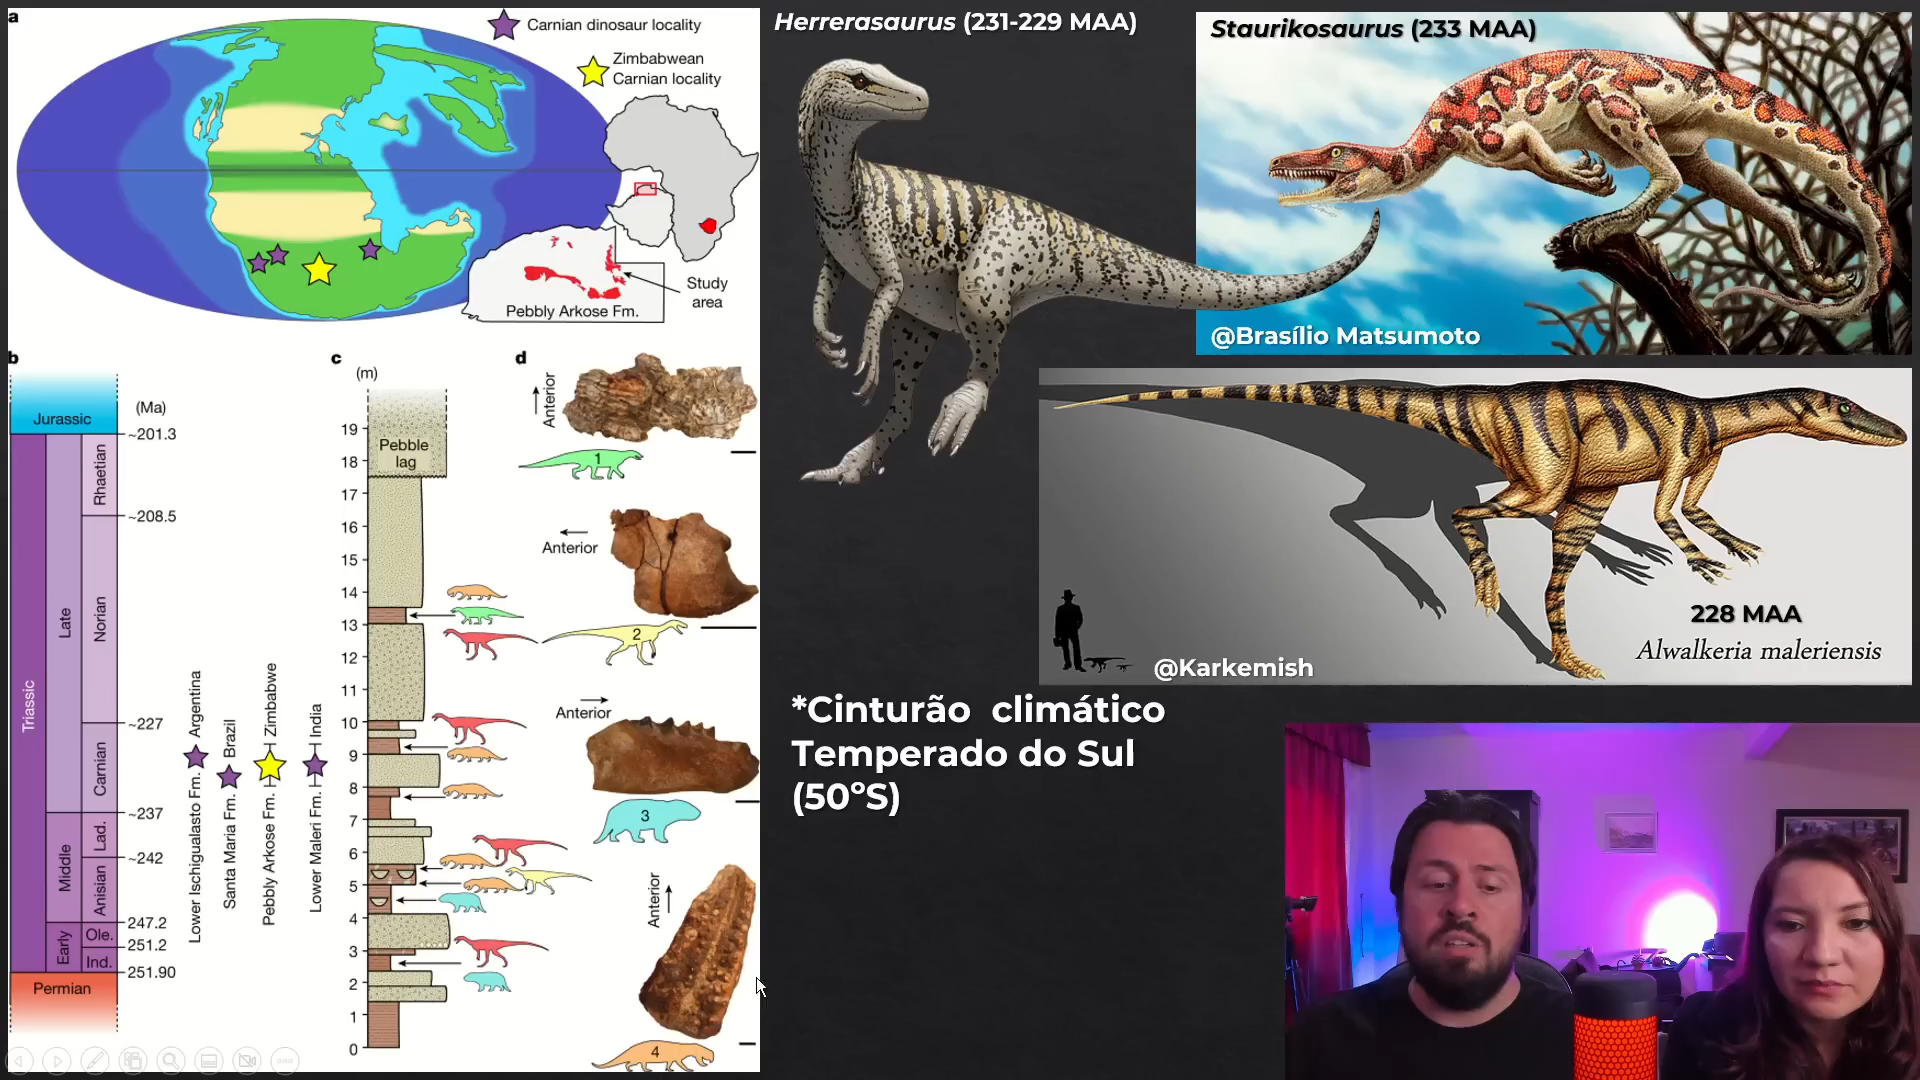 a
Carnian dinosaur locality
Zimbabwean
Carnian locality
Study
area
Pebbly Arkose Fm.
Herrerasaurus (231-229 MAA)
Staurikosaurus (233 MAA)
@Brasílio Matsumoto
228 MAA
Alwalkeria maleriensis
@Karkemish
*Cinturão climático
Temperado do Sul
(50ºS)
b
Jurassic
(Ma)
~201.3
Rhaetian
~208.5
Late
Norian
Triassic
~227
Carnian
~237
Middle
Lad.
~242
Anisian
247.2
Early
Ole.
251.2
Ind.
251.90
Permian
Lower Ischigualasto Fm.
Argentina
Santa Maria Fm.
Brazil
Pebbly Arkose Fm.
Zimbabwe
Lower Maleri Fm.
India
c
(m)
19
Pebble
lag
18
17
16
15
14
13
12
11
10
9
8
7
6
5
4
3
2
1
0
d
Anterior
1
Anterior
2
Anterior
3
Anterior
4